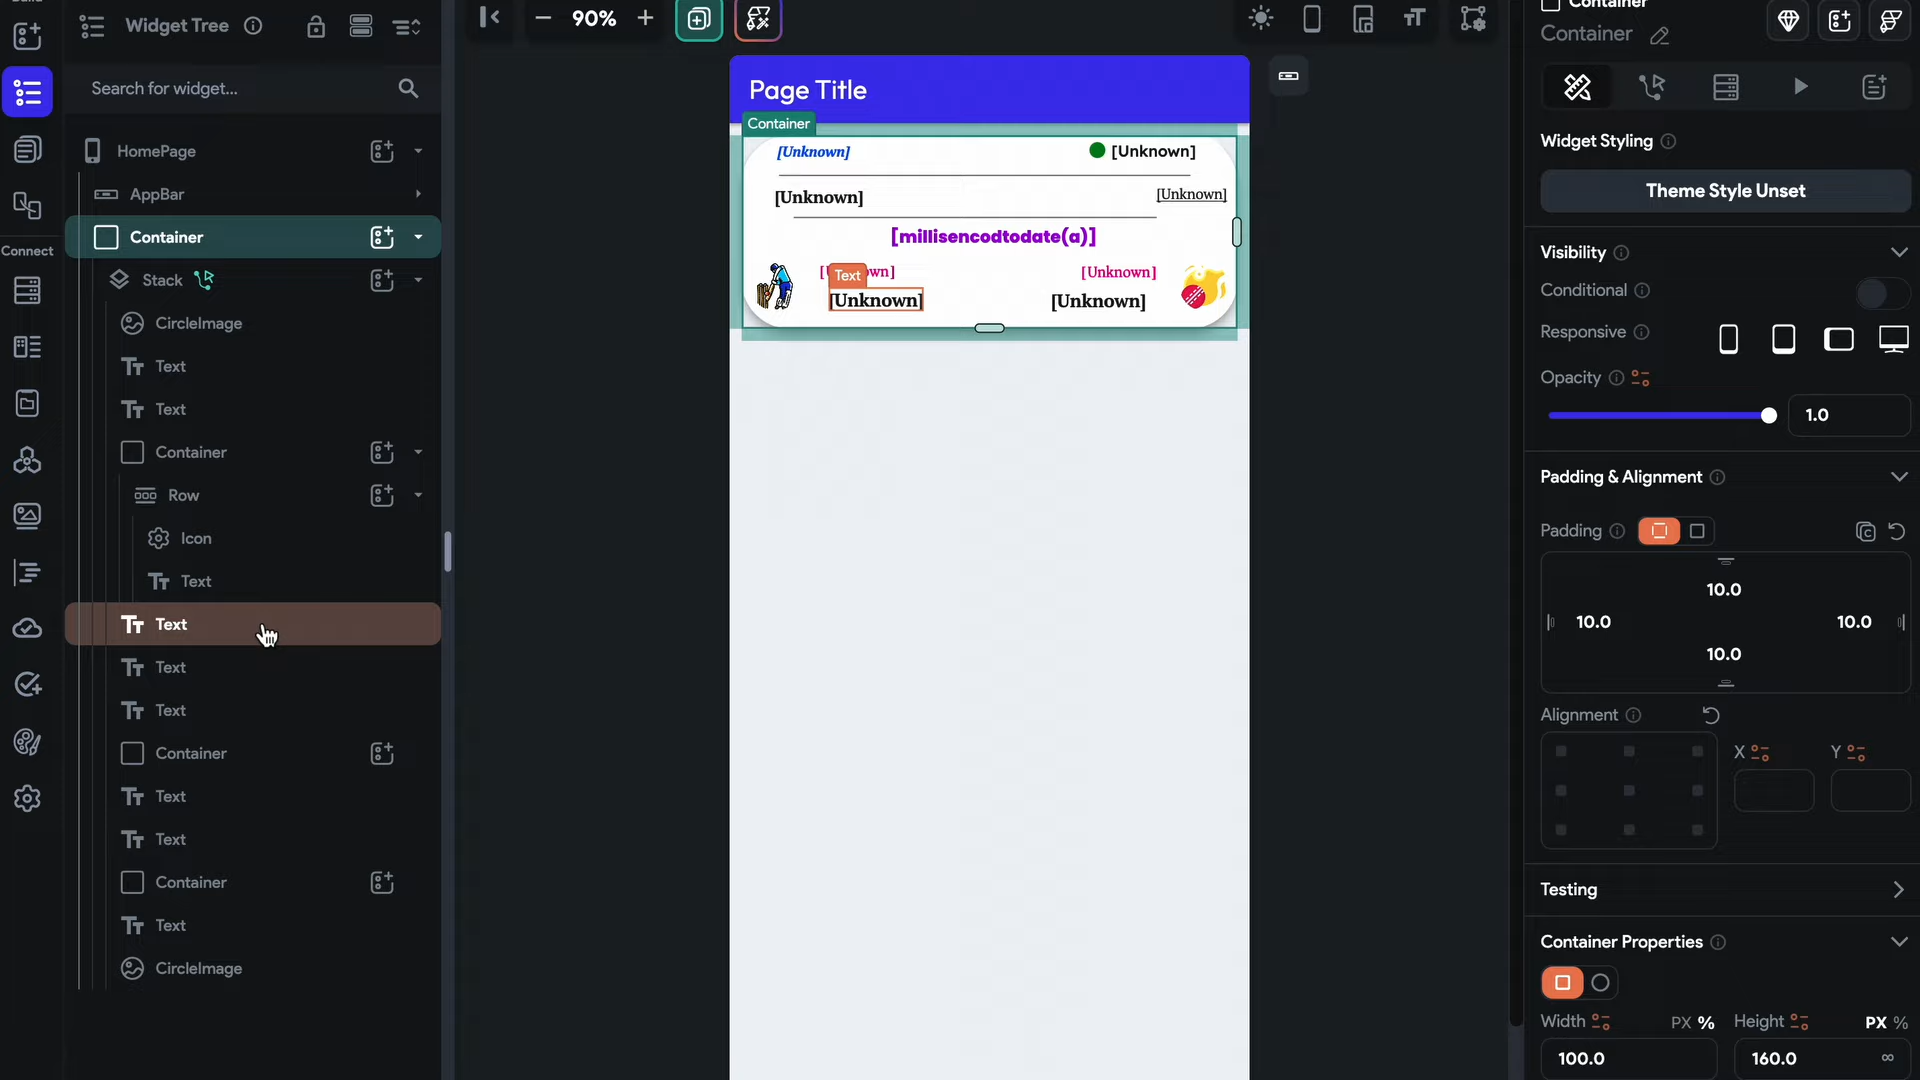 Build
Connect
Widget Tree
Search for widget...
HomePage
AppBar
Container
Stack
CircleImage
Text
Text
Container
Row
Icon
Text
Text
Text
Text
Container
Text
Text
Container
Text
CircleImage
90%
Page Title
Container
[Unknown]
[Unknown]
[Unknown]
[Unknown]
[millisencodtodate(a)]
Text
[Unknown]
[Unknown]
[Unknown]
Container
Container
Widget Styling
Theme Style Unset
Visibility
Conditional
Responsive
Opacity
1.0
Padding & Alignment
Padding
10.0
10.0 10.0
10.0
Alignment
X Y
Testing
Container Properties
Width PX % Height PX %
100.0 160.0 ∞